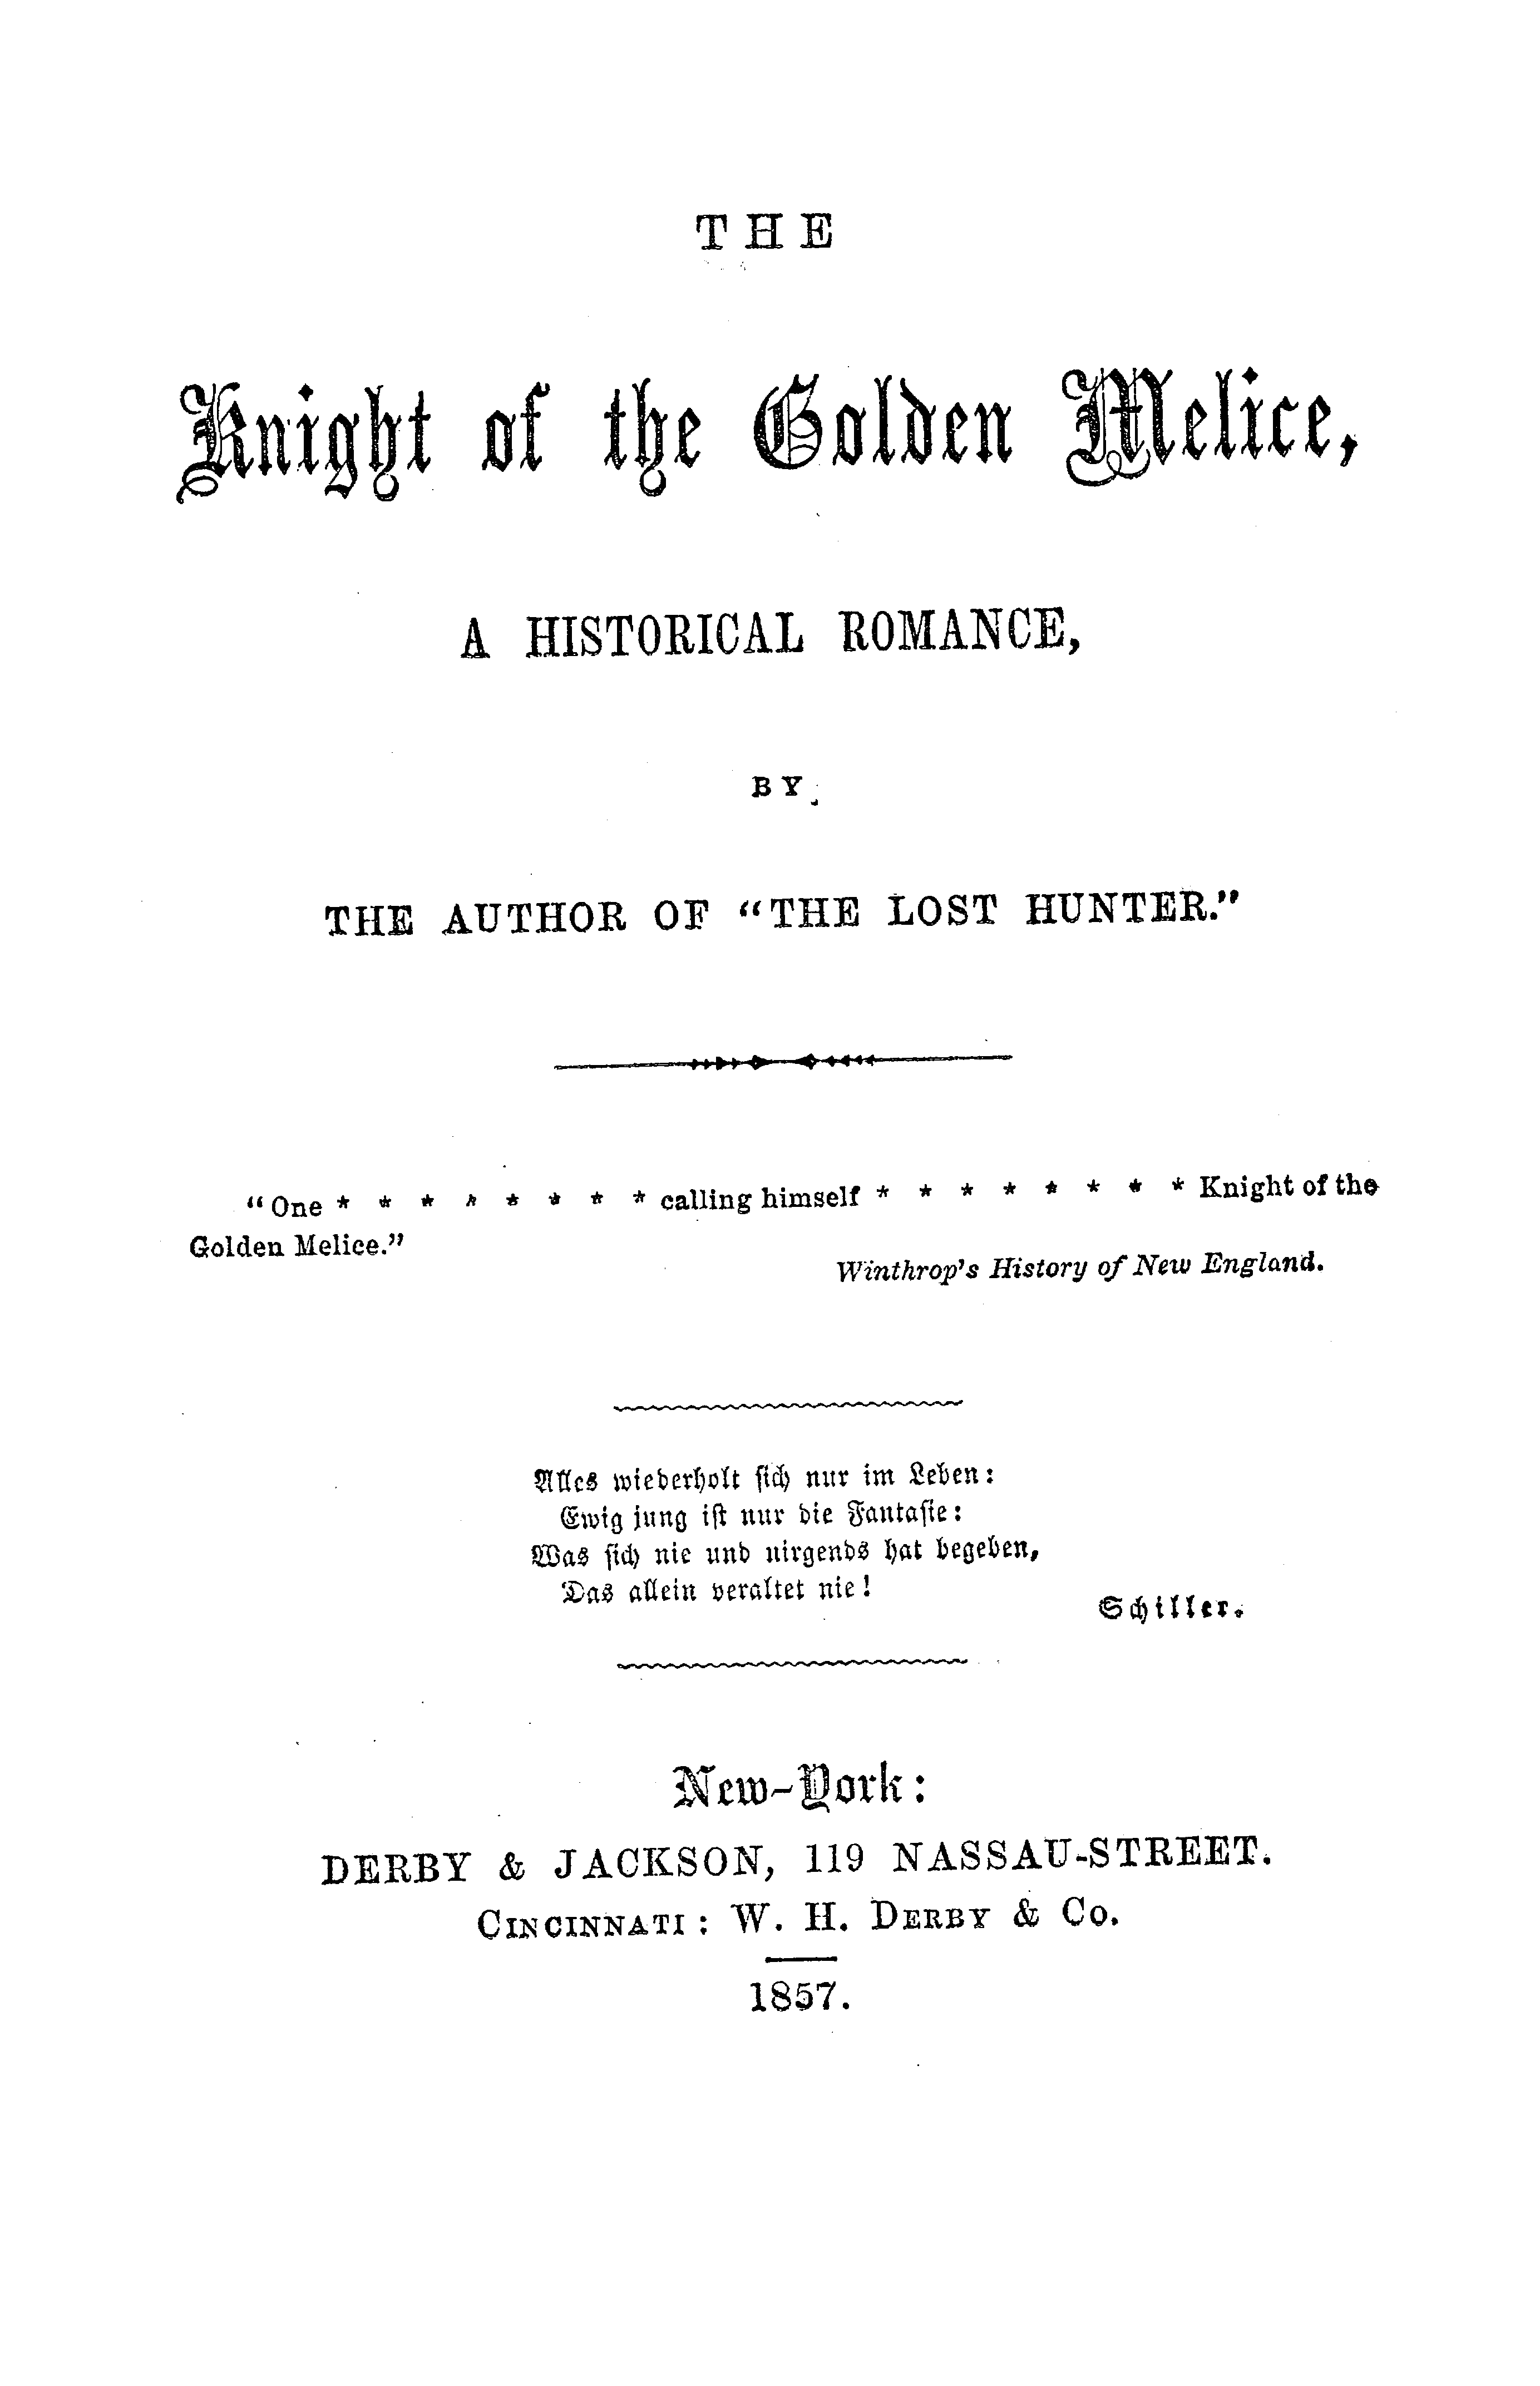 THE
Knight of the Golden Melice,
A HISTORICAL ROMANCE,
BY
THE AUTHOR OF “THE LOST HUNTER.”
“One * * * * * * * * calling himself * * * * * * * * Knight of the
Golden Melice.”
Winthrop's History of New England.
Alles wiederholt sich nur im Leben:
Ewig jung ist nur die Fantasie:
Was sich nie und nirgends hat begeben,
Das allein veraltet nie!
Schiller.
New-York:
DERBY & JACKSON, 119 NASSAU-STREET.
CINCINNATI: W. H. DERBY & CO.
1857.